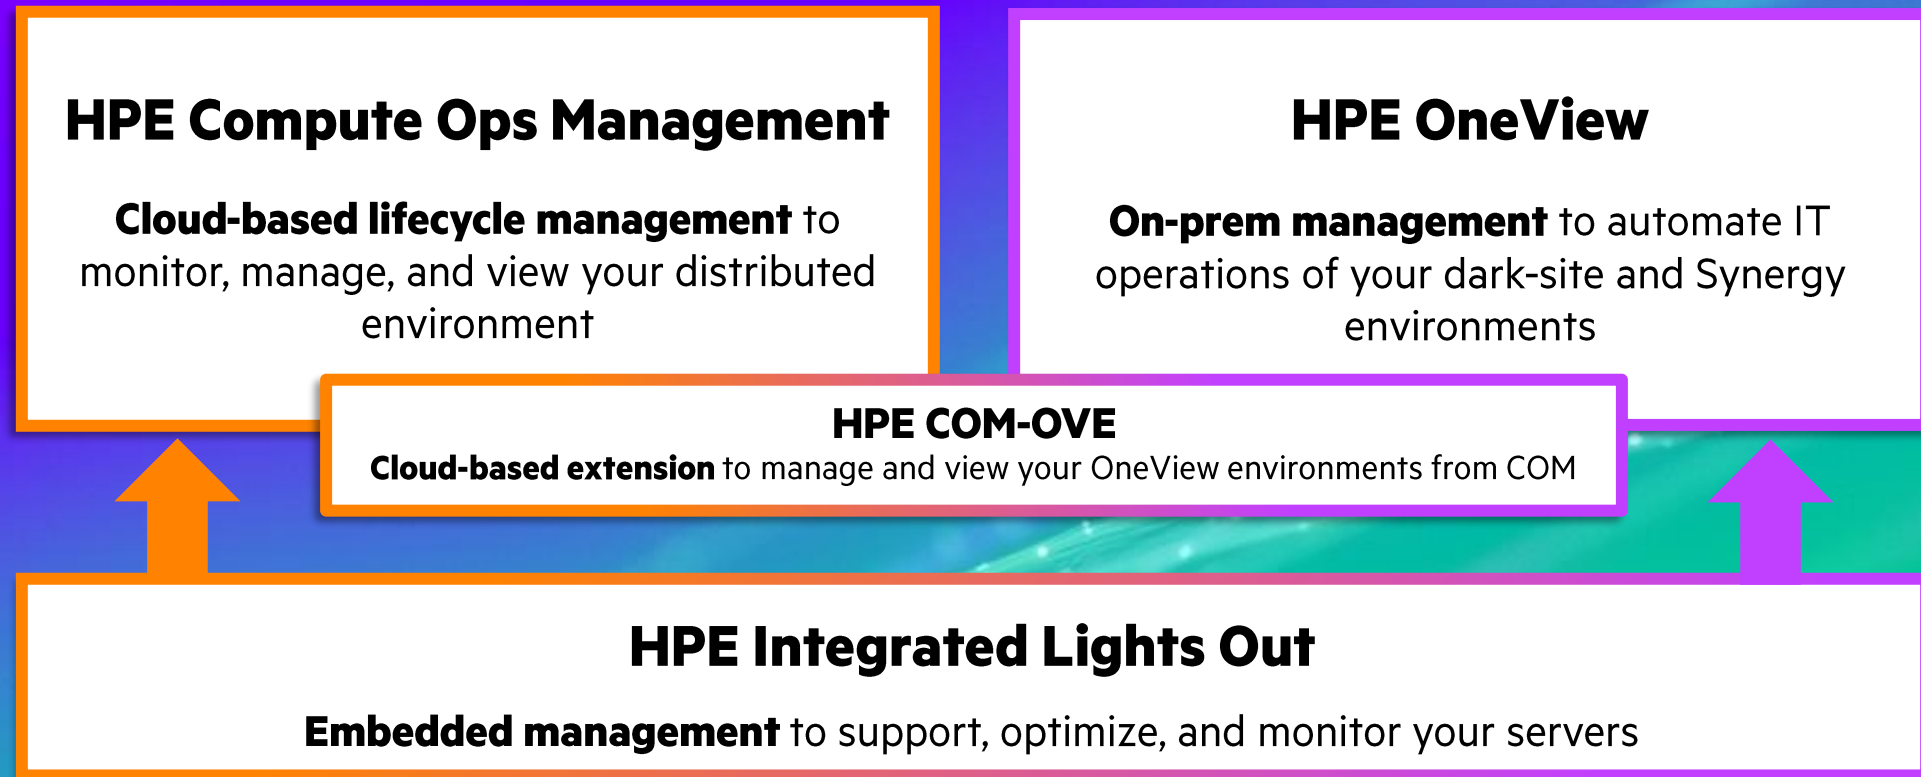 HPE Compute Ops Management
Cloud-based lifecycle management to
monitor, manage, and view your distributed
environment
HPE OneView
On-prem management to automate IT
operations of your dark-site and Synergy
environments
HPE COM-OVE
Cloud-based extension to manage and view your OneView environments from COM
HPE Integrated Lights Out
Embedded management to support, optimize, and monitor your servers